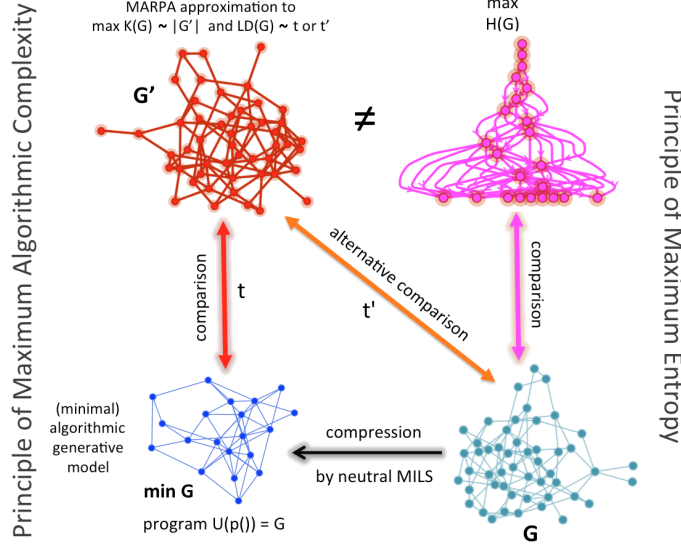 Principle of Maximum Algorithmic Complexity
MARPA approximation to
max K(G) ~ |G’| and LD(G) ~ t or t’
G’
≠
max
H(G)
Principle of Maximum Entropy
comparison
t
alternative comparison
t'
comparison
(minimal)
algorithmic
generative
model
compression
by neutral MILS
min G
program U(p()) = G
G